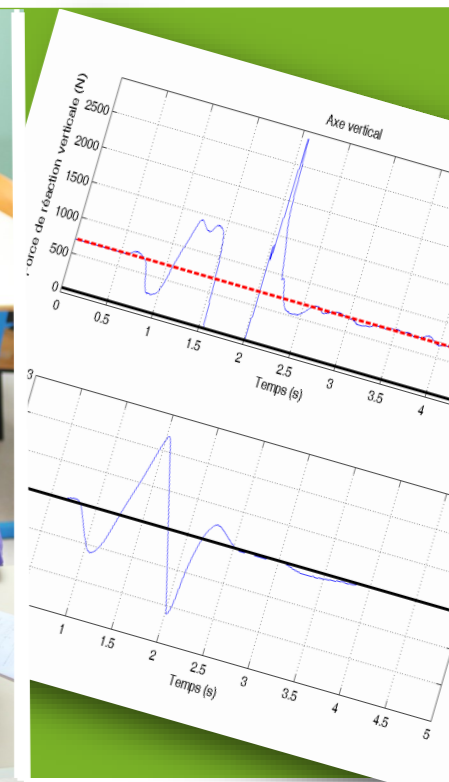 Axe vertical
Force de réaction verticale (N)
2500
2000
1500
1000
500
0
0 0.5 1 1.5 2 2.5 3 3.5 4
Temps (s)
3
1 1.5 2 2.5 3 3.5 4 4.5 5
Temps (s)